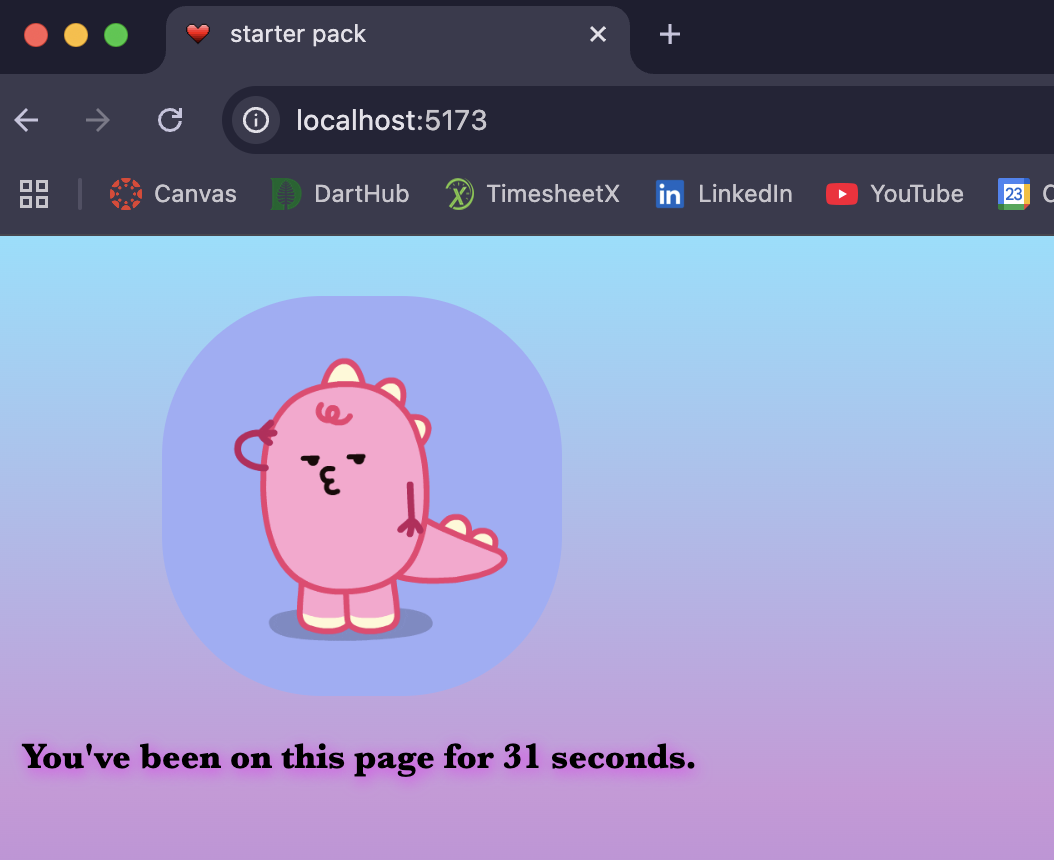 starter pack
localhost:5173
Canvas DartHub TimesheetX LinkedIn YouTube 23
You've been on this page for 31 seconds.